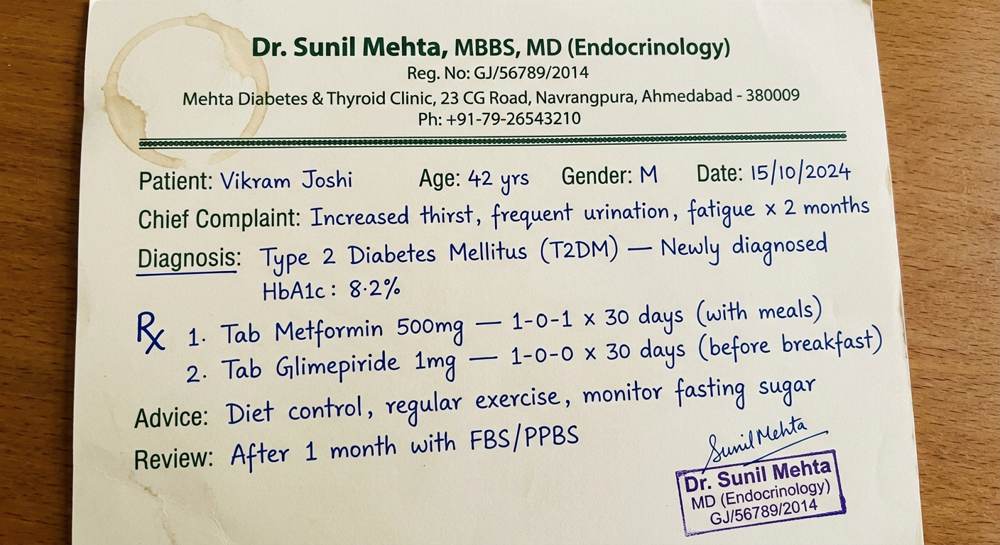 Dr. Sunil Mehta, MBBS, MD (Endocrinology)
Reg. No: GJ/56789/2014
Mehta Diabetes & Thyroid Clinic, 23 CG Road, Navrangpura, Ahmedabad - 380009
Ph: +91-79-26543210
Patient: Vikram Joshi Age: 42 yrs Gender: M Date: 15/10/2024
Chief Complaint: Increased thirst, frequent urination, fatigue x 2 months
Diagnosis: Type 2 Diabetes Mellitus (T2DM) — Newly diagnosed
HbA1c: 8.2%
Rx 1. Tab Metformin 500mg — 1-0-1 x 30 days (with meals)
2. Tab Glimepiride 1mg — 1-0-0 x 30 days (before breakfast)
Advice: Diet control, regular exercise, monitor fasting sugar
Review: After 1 month with FBS/PPBS
Sunil Mehta
Dr. Sunil Mehta
MD (Endocrinology)
GJ/56789/2014